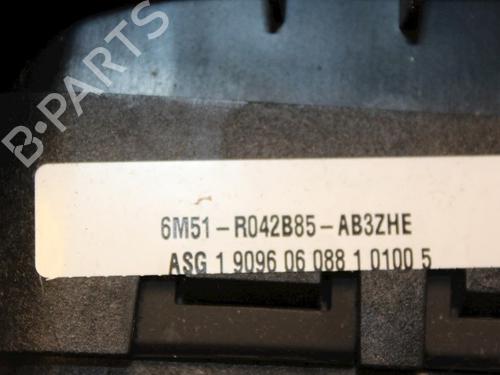 B-PARTS
6M51-R042B85-AB3ZHE
ASG 1 9096 06 088 1 0100 5